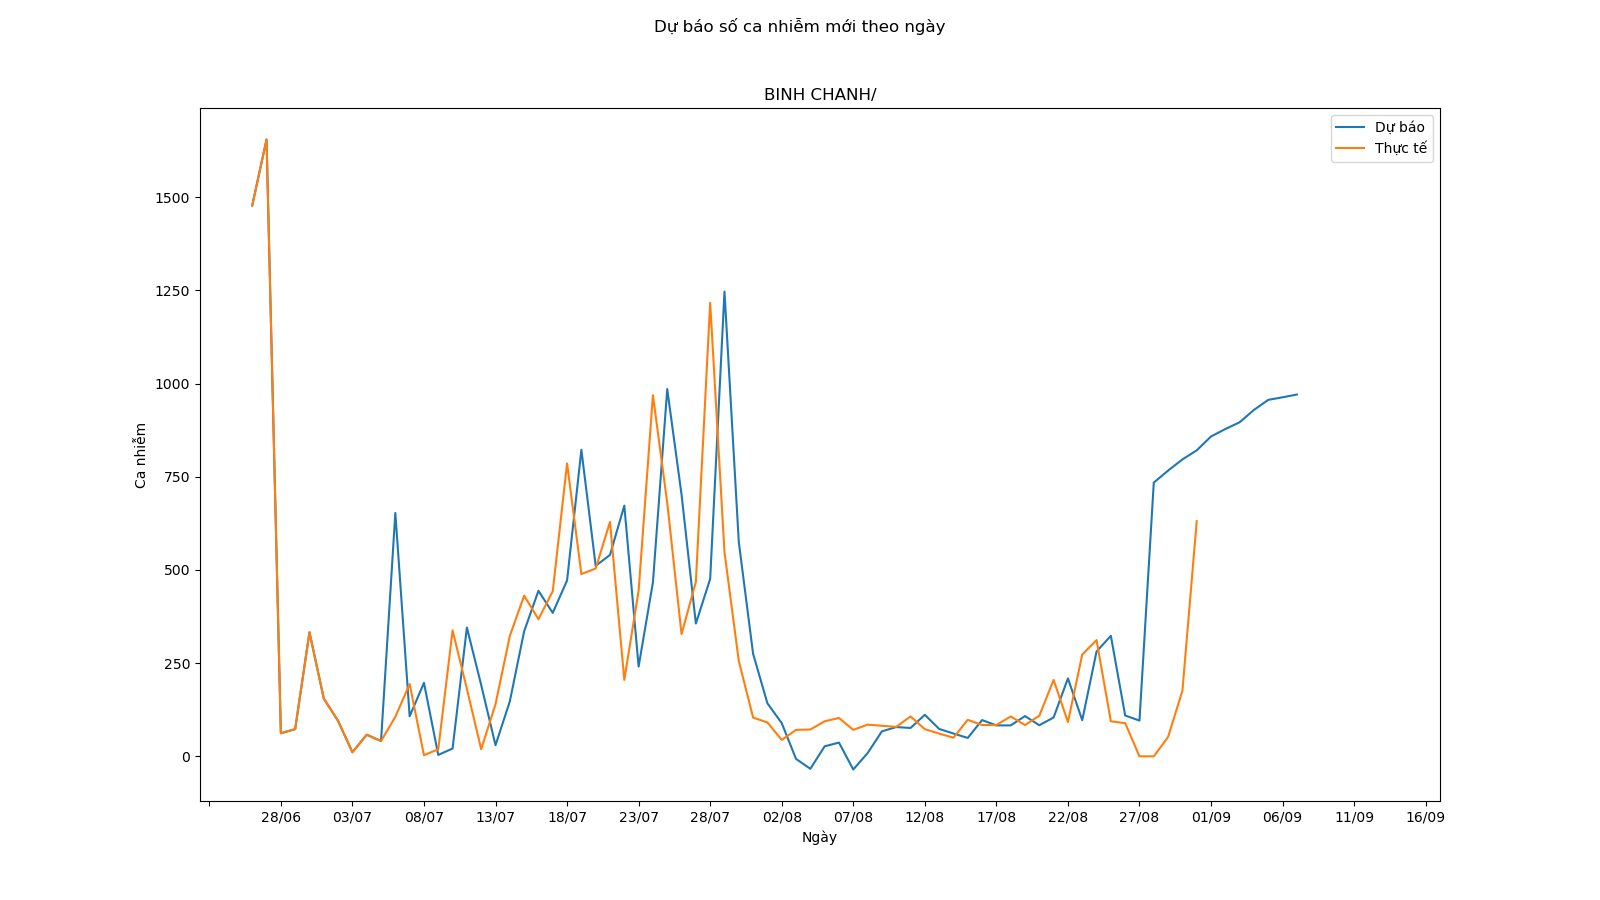 Dự báo số ca nhiễm mới theo ngày
BINH CHANH/
Dự báo
Thực tế
1500
1250
1000
750
500
250
0
Ca nhiễm
28/06 03/07 08/07 13/07 18/07 23/07 28/07 02/08 07/08 12/08 17/08 22/08 27/08 01/09 06/09 11/09 16/09
Ngày